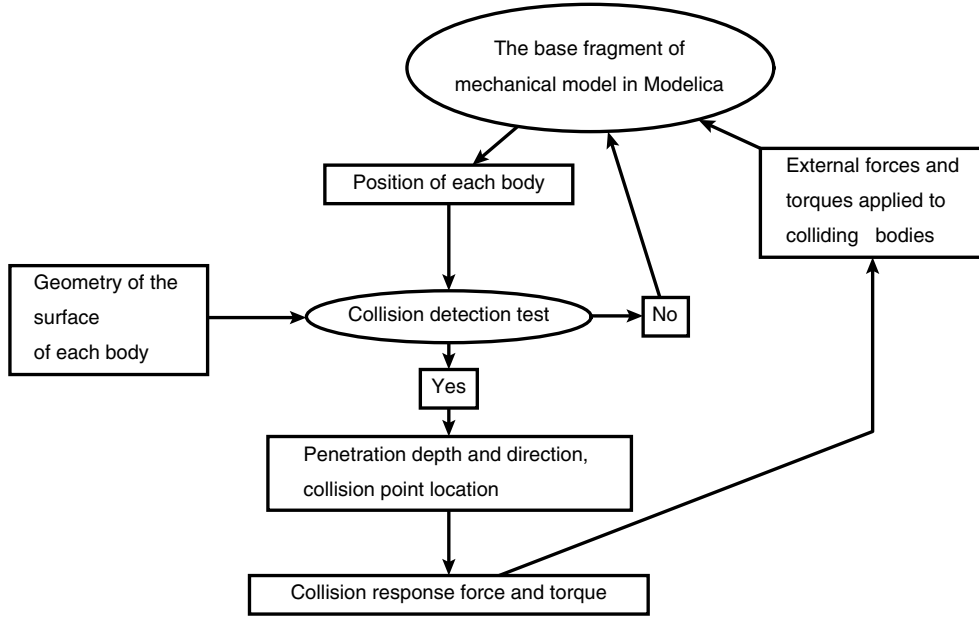 The base fragment of
mechanical model in Modelica
Position of each body
External forces and
torques applied to
colliding bodies
Geometry of the
surface
of each body
Collision detection test
No
Yes
Penetration depth and direction,
collision point location
Collision response force and torque